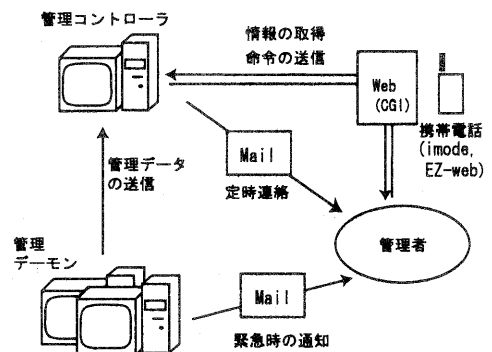 管理コントローラ
情報の取得
命令の送信
Web
(CGI)
携帯電話
(imode,
EZ-web)
Mail
定時連絡
管理データ
の送信
管理者
管理
デーモン
Mail
緊急時の通知